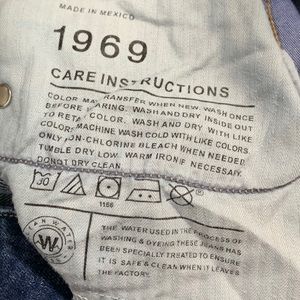 MADE IN MEXICO
1969
CARE INSTRUCTIONS
COLOR MAY TRANSFER WHEN NEW. WASH ONCE
BEFORE WEARING. WASH AND DRY INSIDE OUT
TO RETAIN COLOR. WASH AND DRY WITH LIKE
COLORS. MACHINE WASH COLD WITH LIKE COLORS.
ONLY NON-CHLORINE BLEACH WHEN NEEDED.
TUMBLE DRY LOW. WARM IRON IF NECESSARY.
DO NOT DRY CLEAN.
30
1166
CLEAN WATER
W
THE WATER USED IN THE PROCESS OF
WASHING & DYEING THESE JEANS HAS
BEEN SPECIALLY TREATED TO ENSURE
IT IS SAFE & CLEAN WHEN IT LEAVES
THE FACTORY.